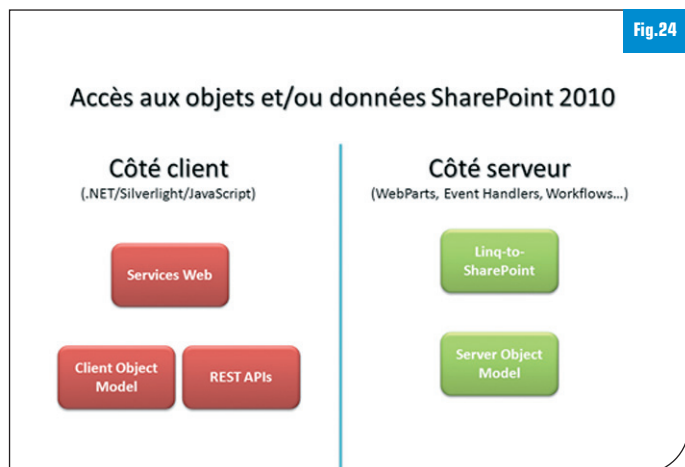 Fig.24
Accès aux objets et/ou données SharePoint 2010
Côté client
(.NET/Silverlight/JavaScript)
Services Web
Client Object
Model
REST APIs
Côté serveur
(WebParts, Event Handlers, Workflows...)
Linq-to-
SharePoint
Server Object
Model